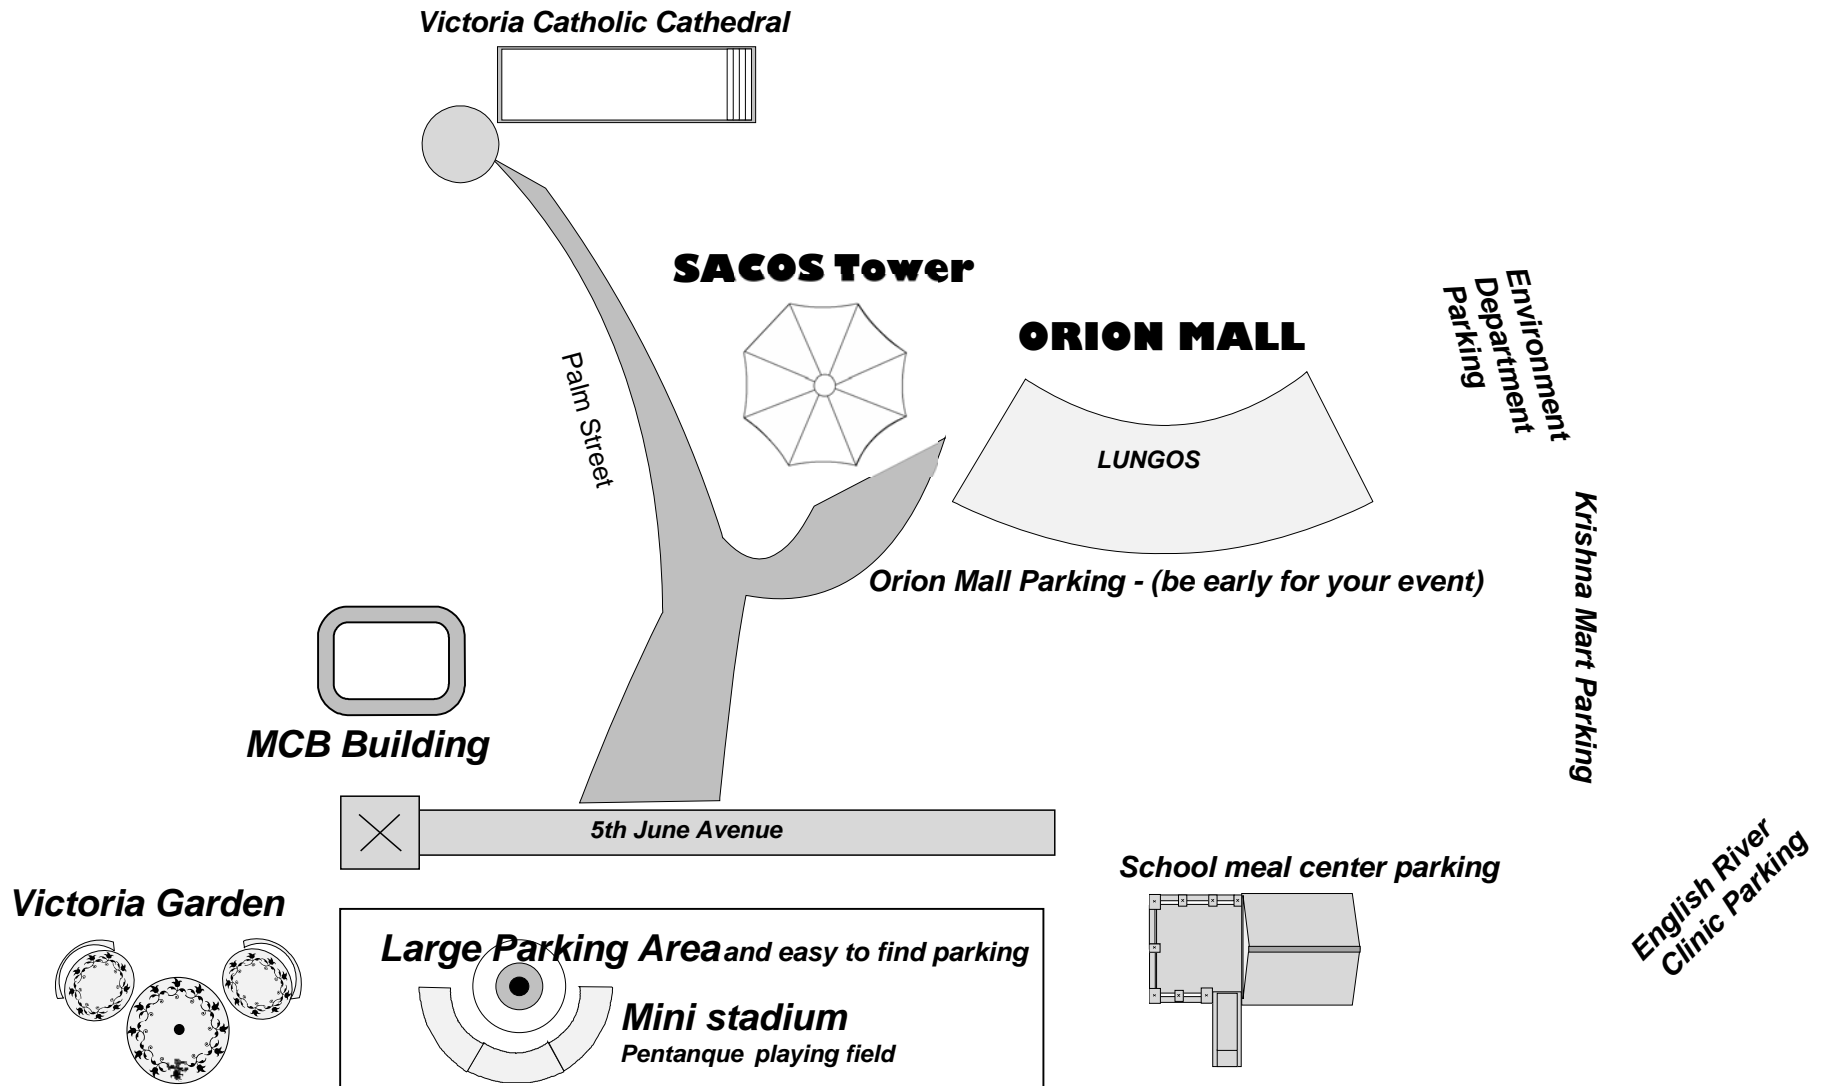 Victoria Catholic Cathedral
SACOS Tower
ORION MALL
Environment
Department
Parking
Palm Street
LUNGOS
Krishna Mart Parking
Orion Mall Parking - (be early for your event)
MCB Building
5th June Avenue
School meal center parking
English River
Clinic Parking
Victoria Garden
Large Parking Area and easy to find parking
Mini stadium
Pentanque playing field